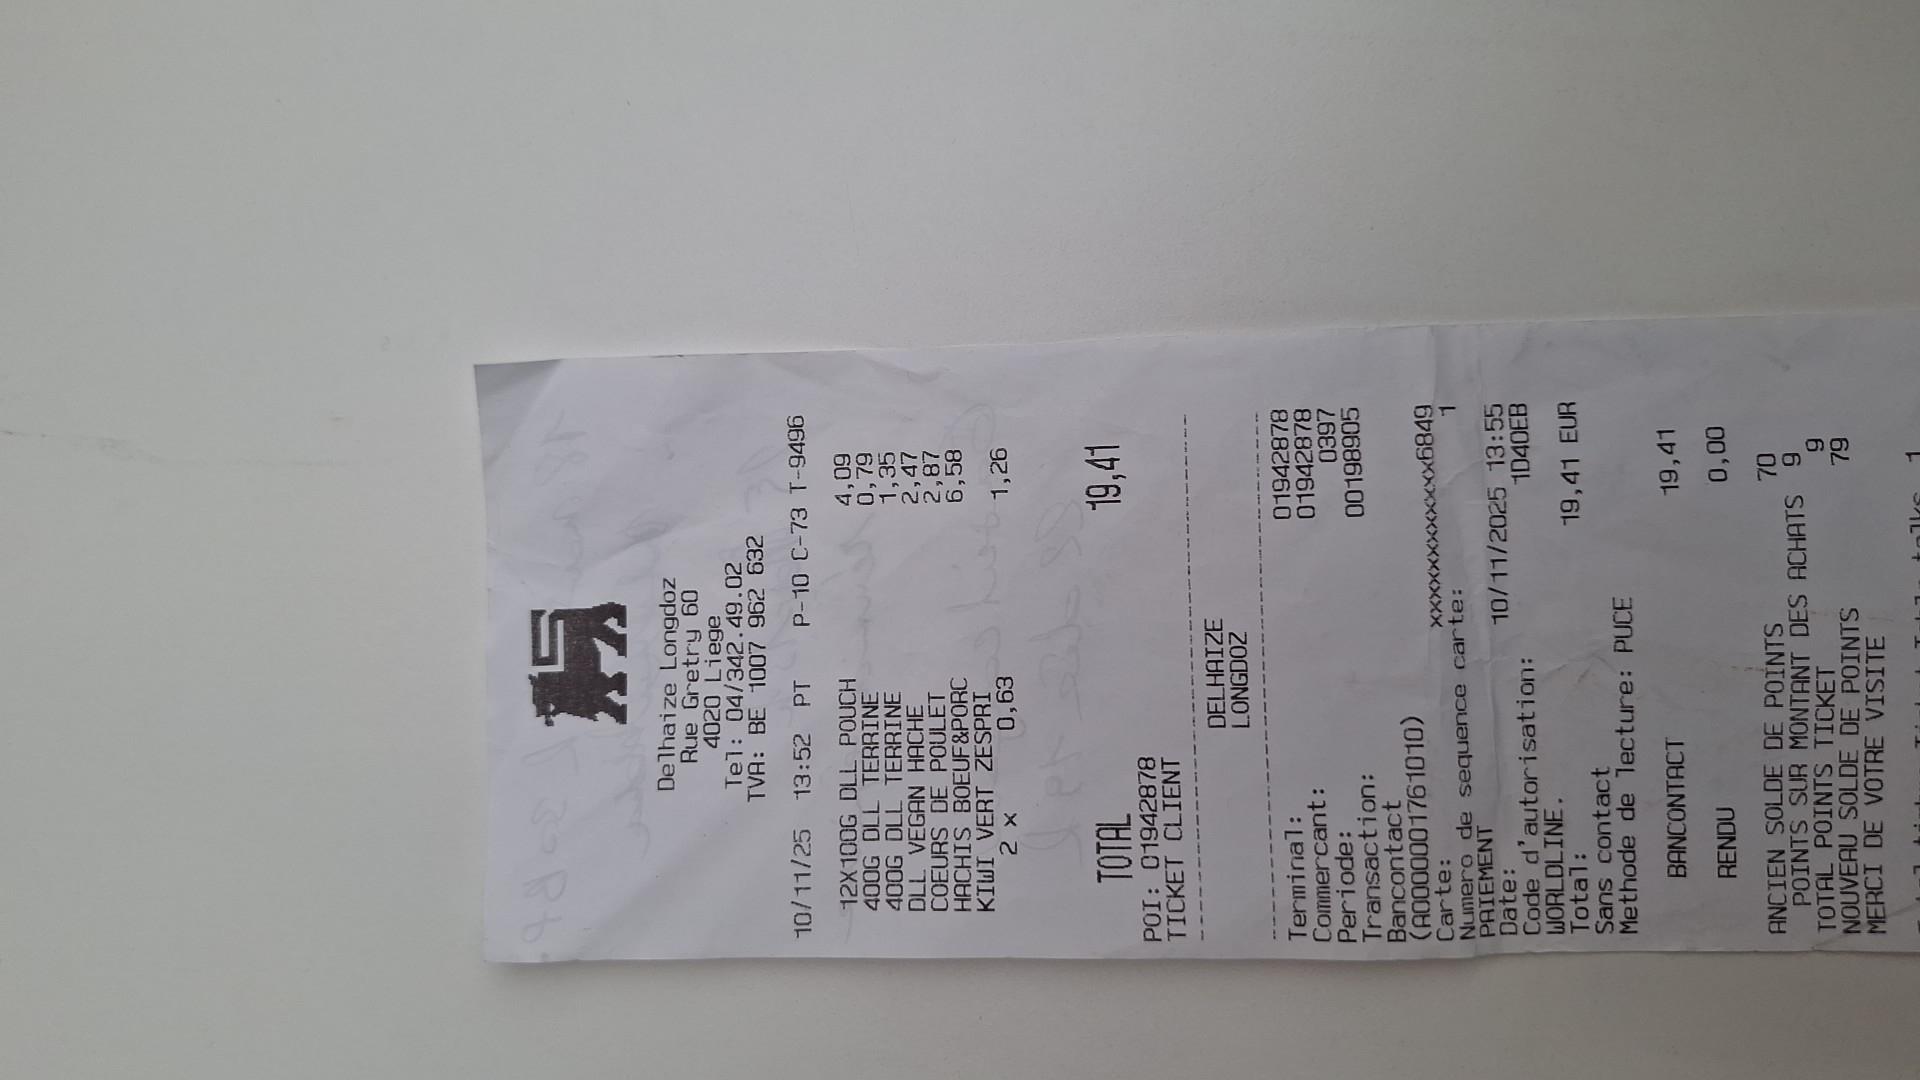 Delhaize Longdoz
Rue Gretry 60
4020 Liege
Tel: 04/342.49.02
TVA: BE 1007 962 632
10/11/25 13:52 PT P-10 C-73 T-9496
12X100G DLL POUCH 4,09
400G DLL TERRINE 0,79
400G DLL TERRINE 1,35
DLL VEGAN HACHE 2,47
COEURS DE POULET 2,87
HACHIS BOEUF&PORC 6,58
KIWI VERT ZESPRI
2 x 0,63 1,26
TOTAL 19,41
POI: 01942878
TICKET CLIENT
DELHAIZE
LONGDOZ
Terminal: 01942878
Commercant: 01942878
Periode: 0397
Transaction: 00198905
Bancontact
(A0000001761010)
Carte: xxxxxxxxxxxxxxx6849
Numero de sequence carte: 1
PAIEMENT
Date: 10/11/2025 13:55
Code d'autorisation: 1D40EB
WORLDLINE.
Total: 19,41 EUR
Sans contact
Methode de lecture: PUCE
BANCONTACT 19,41
RENDU 0,00
ANCIEN SOLDE DE POINTS 70
POINTS SUR MONTANT DES ACHATS 9
TOTAL POINTS TICKET 9
NOUVEAU SOLDE DE POINTS 79
MERCI DE VOTRE VISITE